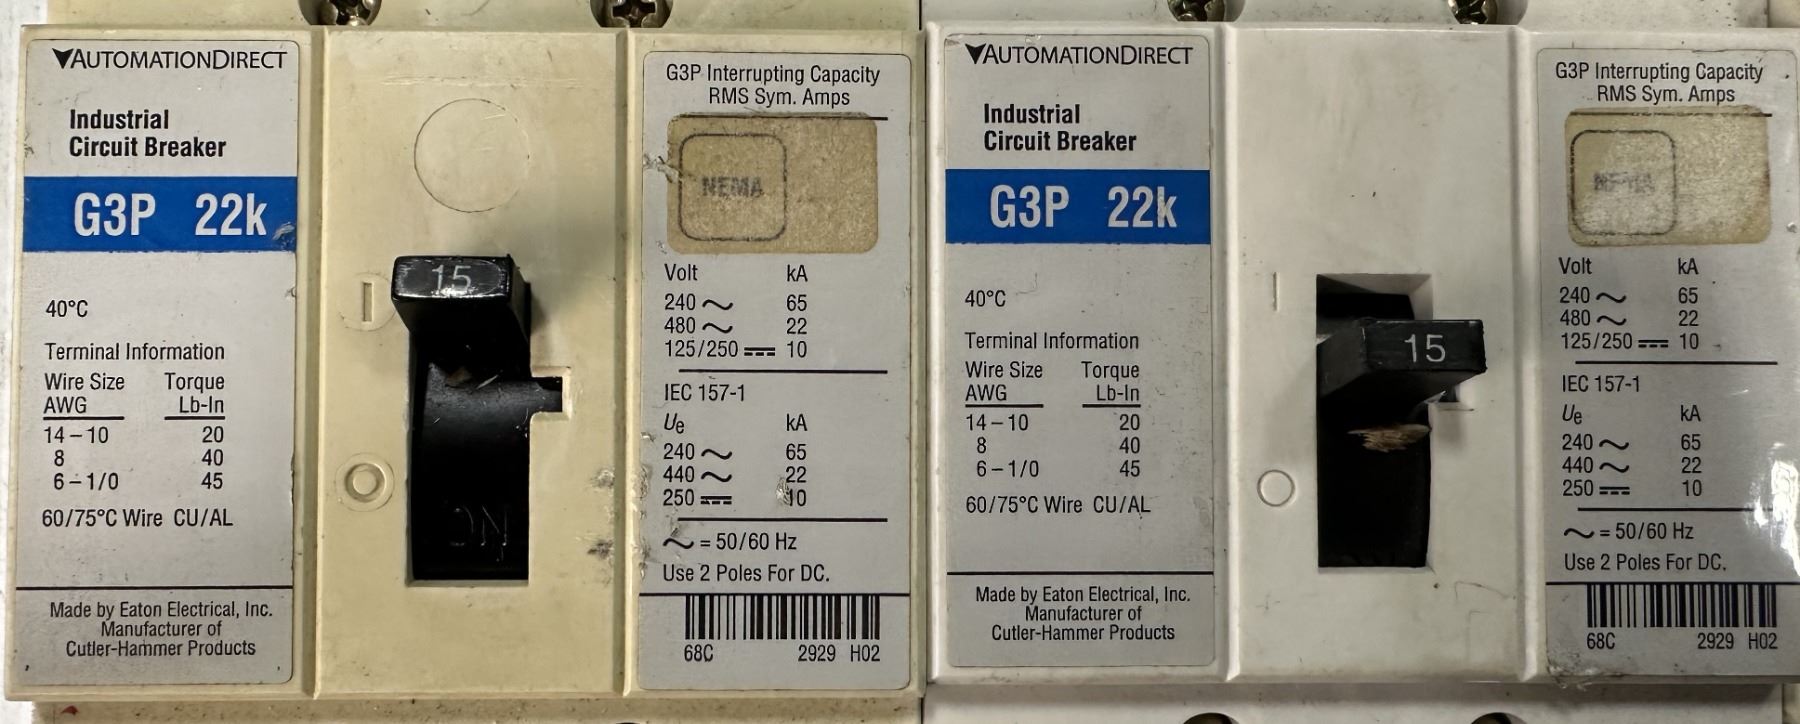 AUTOMATIONDIRECT
Industrial
Circuit Breaker
G3P 22k
40°C
Terminal Information
Wire Size Torque
AWG Lb-In
14–10 20
8 40
6–1/0 45
60/75°C Wire CU/AL
Made by Eaton Electrical, Inc.
Manufacturer of
Cutler-Hammer Products
15
I
O
ON
G3P Interrupting Capacity
RMS Sym. Amps
NEMA
Volt kA
240 ~ 65
480 ~ 22
125/250 ⎓ 10
IEC 157-1
Ue kA
240 ~ 65
440 ~ 22
250 ⎓ 10
~ = 50/60 Hz
Use 2 Poles For DC.
68C 2929 H02
AUTOMATIONDIRECT
Industrial
Circuit Breaker
G3P 22k
40°C
Terminal Information
Wire Size Torque
AWG Lb-In
14–10 20
8 40
6–1/0 45
60/75°C Wire CU/AL
Made by Eaton Electrical, Inc.
Manufacturer of
Cutler-Hammer Products
I
15
O
G3P Interrupting Capacity
RMS Sym. Amps
NEMA
Volt kA
240 ~ 65
480 ~ 22
125/250 ⎓ 10
IEC 157-1
Ue kA
240 ~ 65
440 ~ 22
250 ⎓ 10
~ = 50/60 Hz
Use 2 Poles For DC.
68C 2929 H02